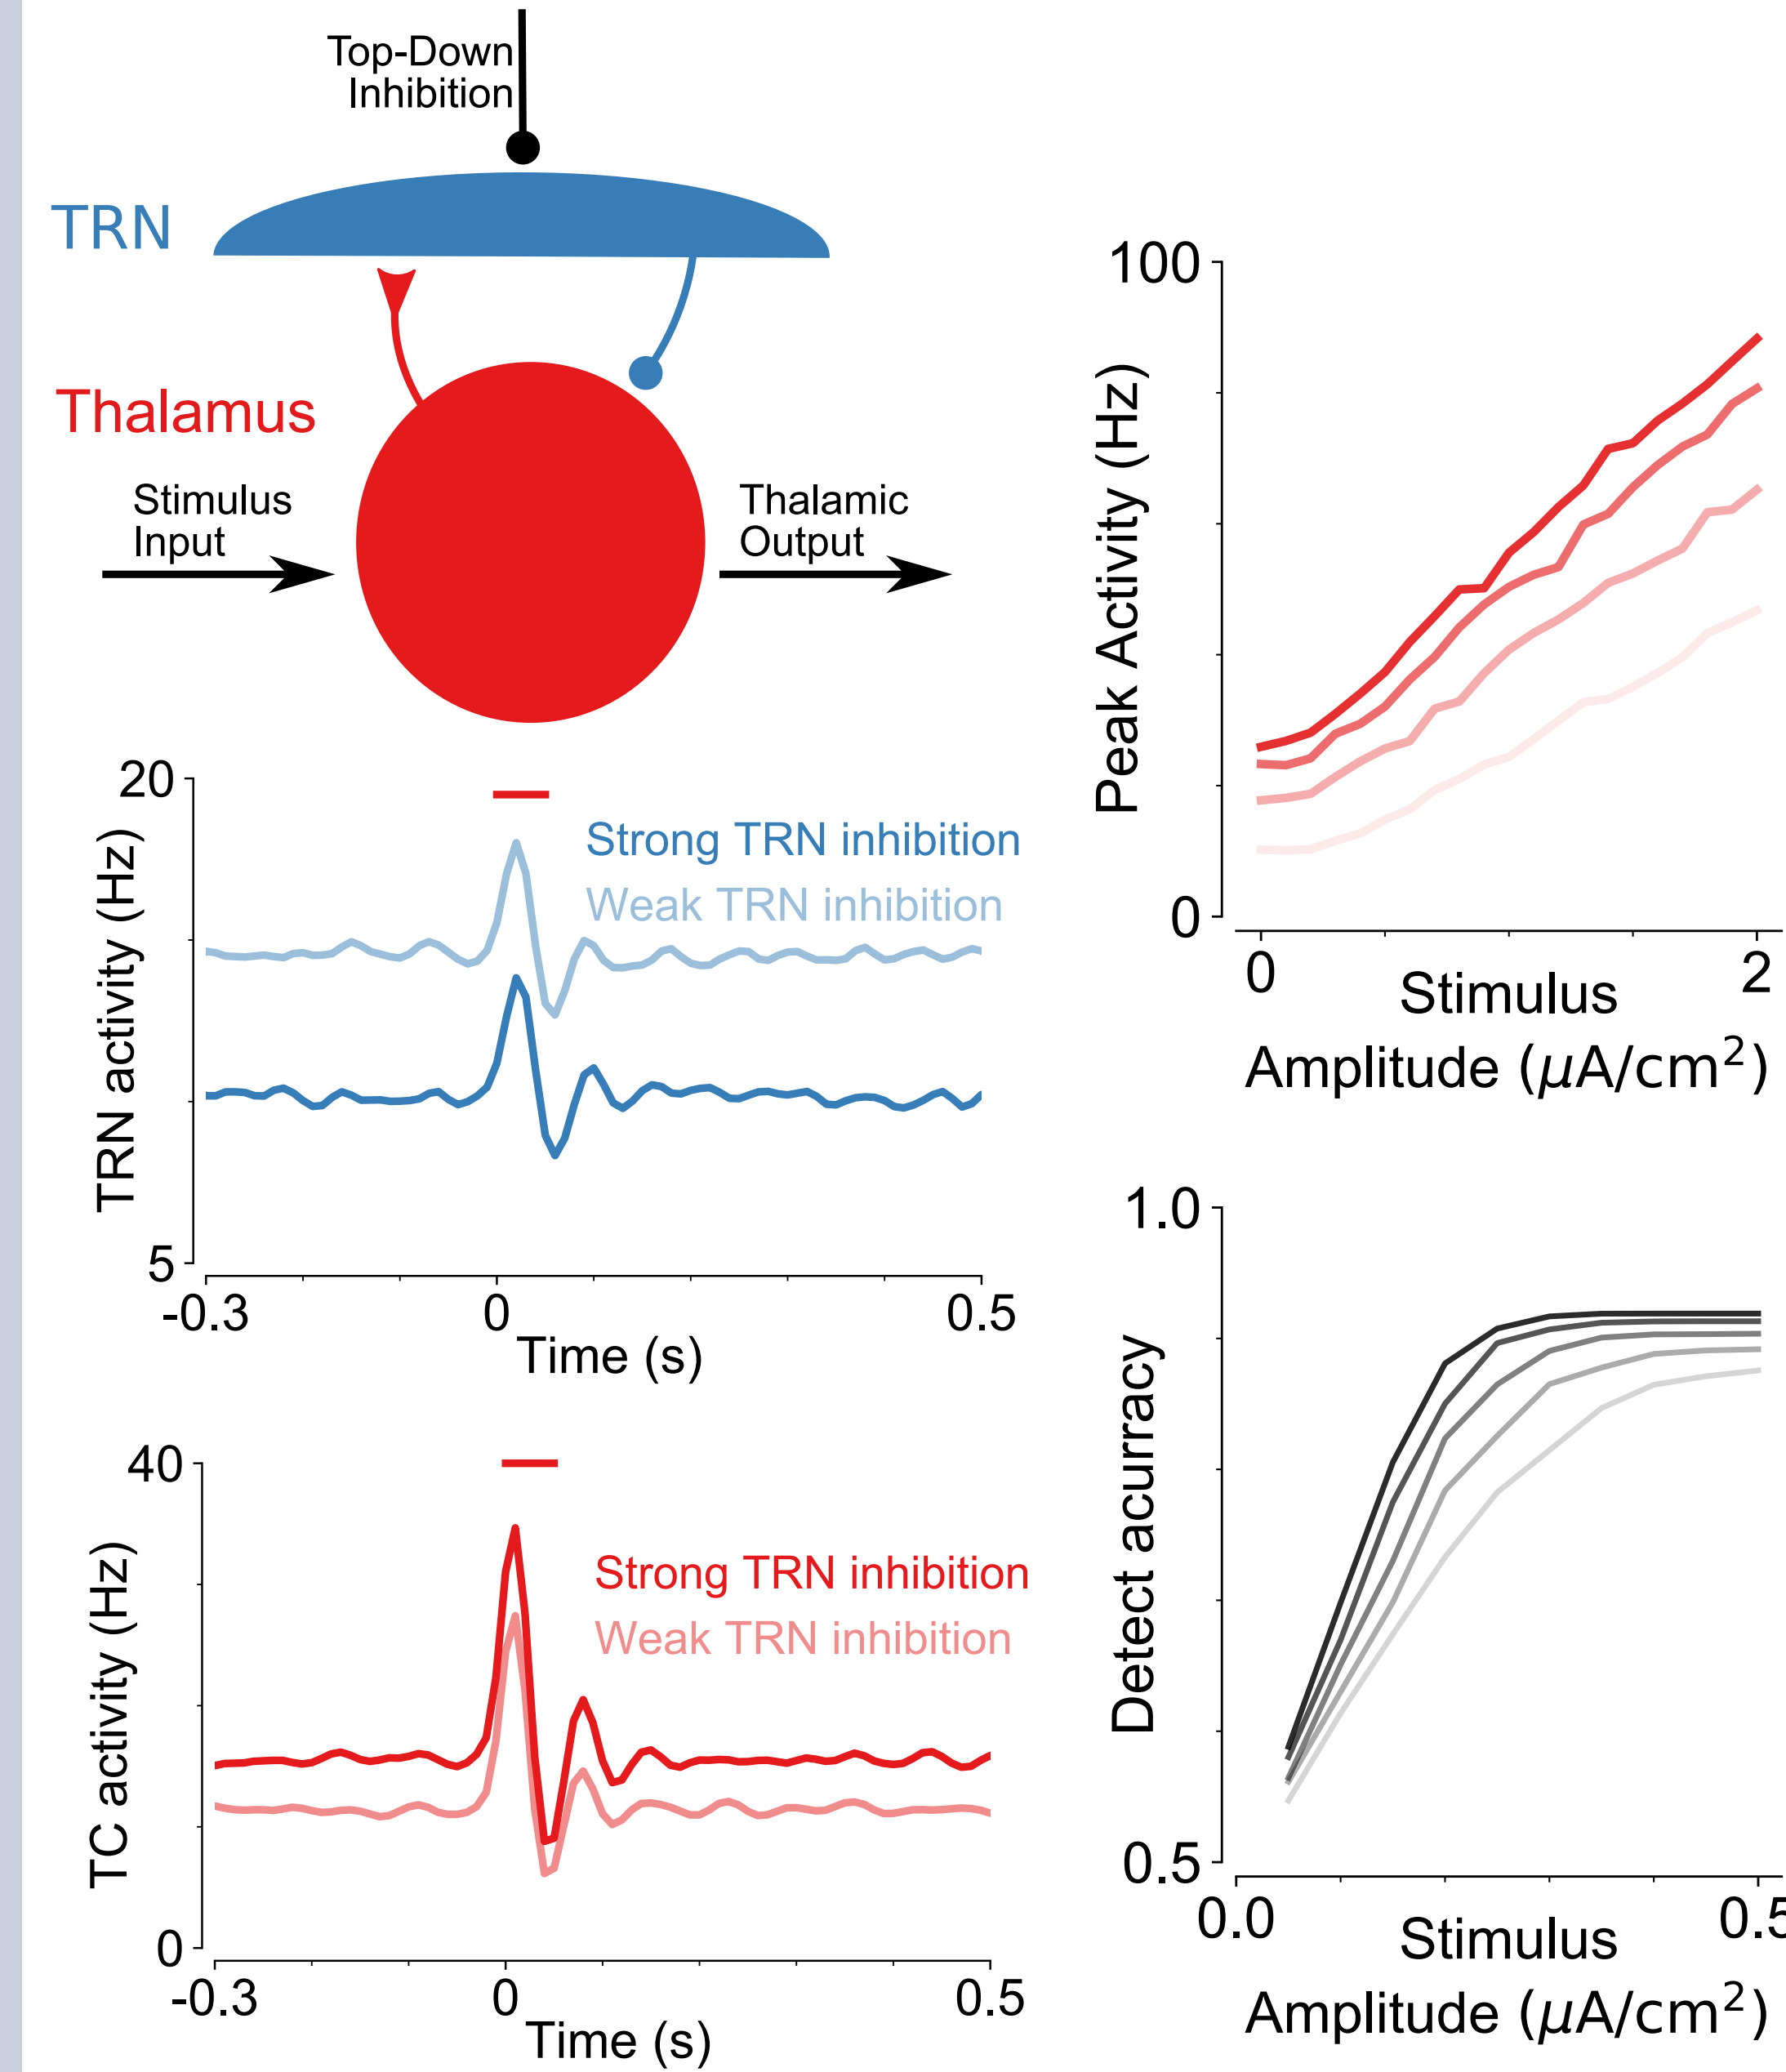 Top-Down
Inhibition
TRN
Thalamus
Stimulus
Input
Thalamic
Output
20
TRN activity (Hz)
5
Strong TRN inhibition
Weak TRN inhibition
-0.3
0
0.5
Time (s)
40
TC activity (Hz)
0
Strong TRN inhibition
Weak TRN inhibition
-0.3
0
0.5
Time (s)
100
Peak Activity (Hz)
0
0
2
Stimulus
Amplitude (μA/cm²)
1.0
Detect acurracy
0.5
0.0
0.5
Stimulus
Amplitude (μA/cm²)